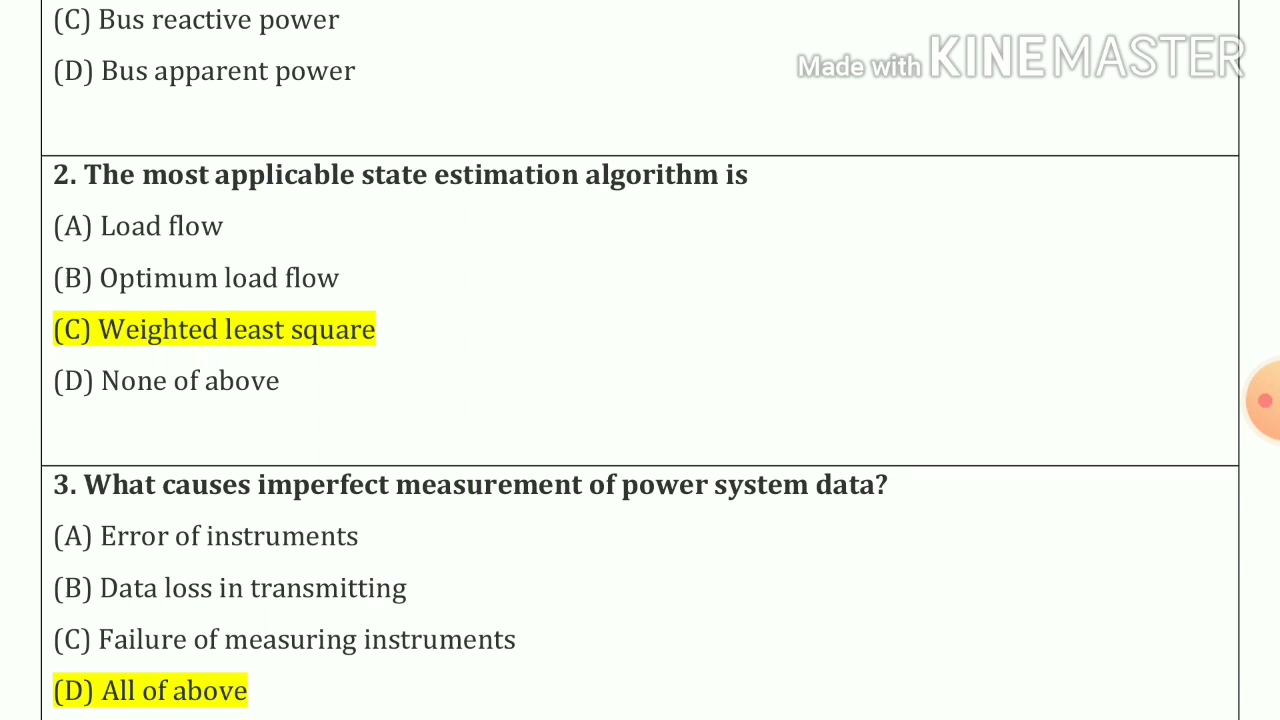 (C) Bus reactive power
Made with KINEMASTER
(D) Bus apparent power
2. The most applicable state estimation algorithm is
(A) Load flow
(B) Optimum load flow
(C) Weighted least square
(D) None of above
3. What causes imperfect measurement of power system data?
(A) Error of instruments
(B) Data loss in transmitting
(C) Failure of measuring instruments
(D) All of above